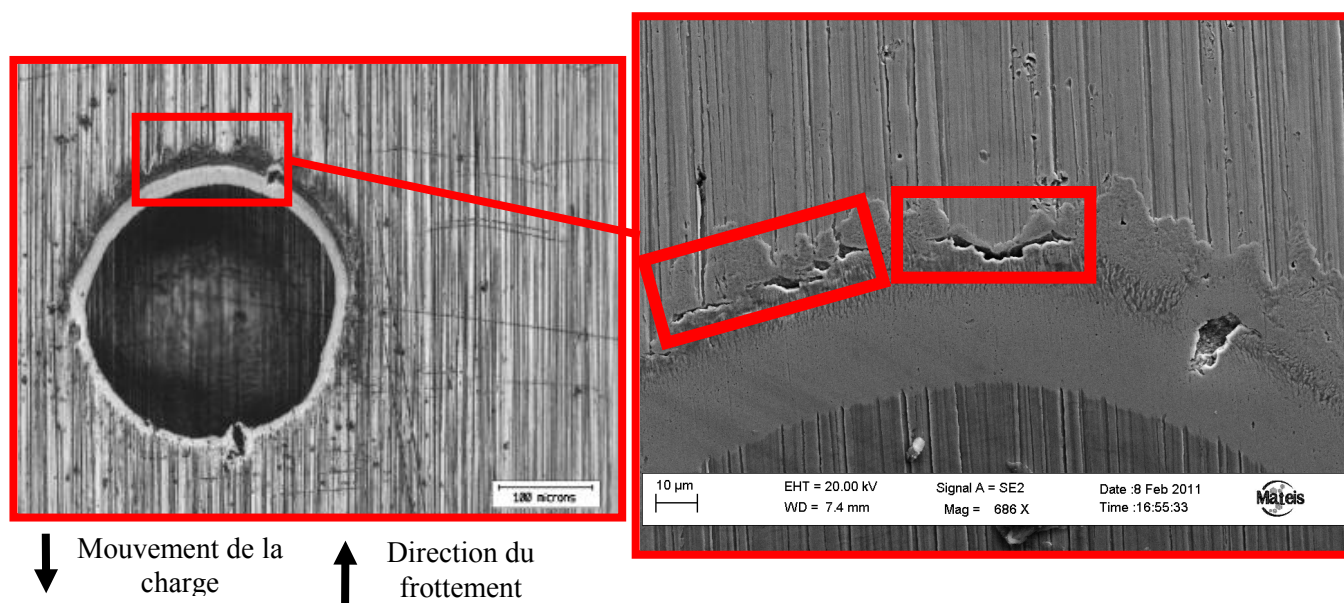 100 microns
10 µm
EHT = 20.00 kV
WD = 7.4 mm
Signal A = SE2
Mag = 686 X
Date :8 Feb 2011
Time :16:55:33
Mateis
Mouvement de la
charge
Direction du
frottement